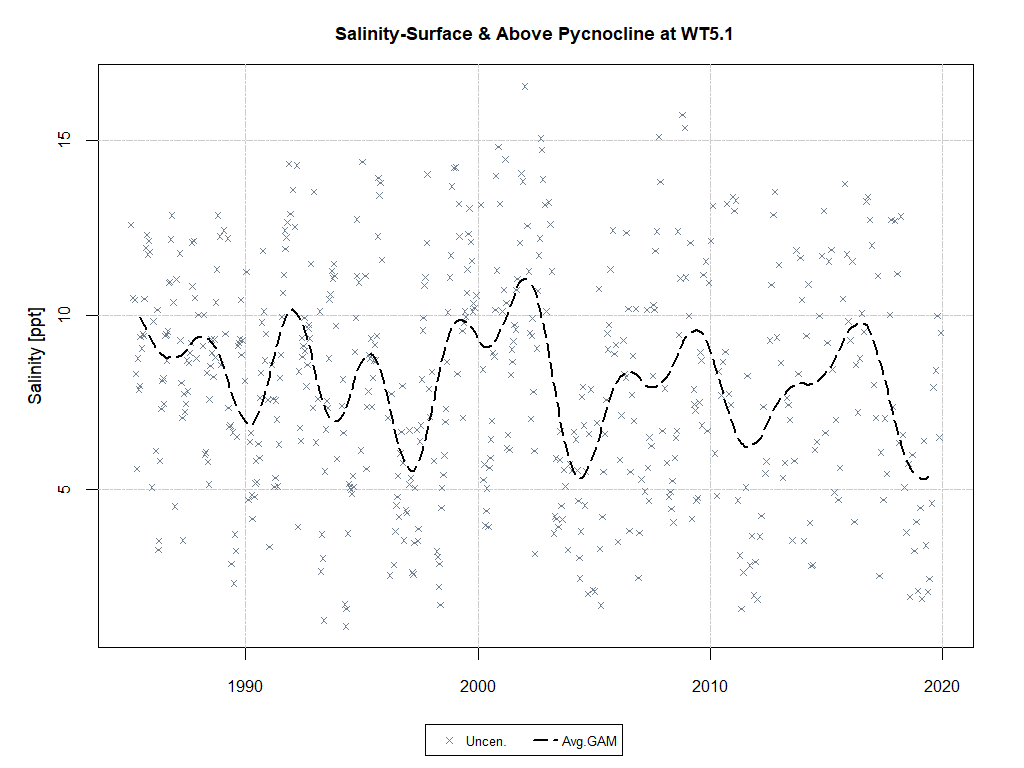 Salinity-Surface & Above Pycnocline at WT5.1
15
10
5
Salinity [ppt]
1990 2000 2010 2020
Uncen. Avg.GAM